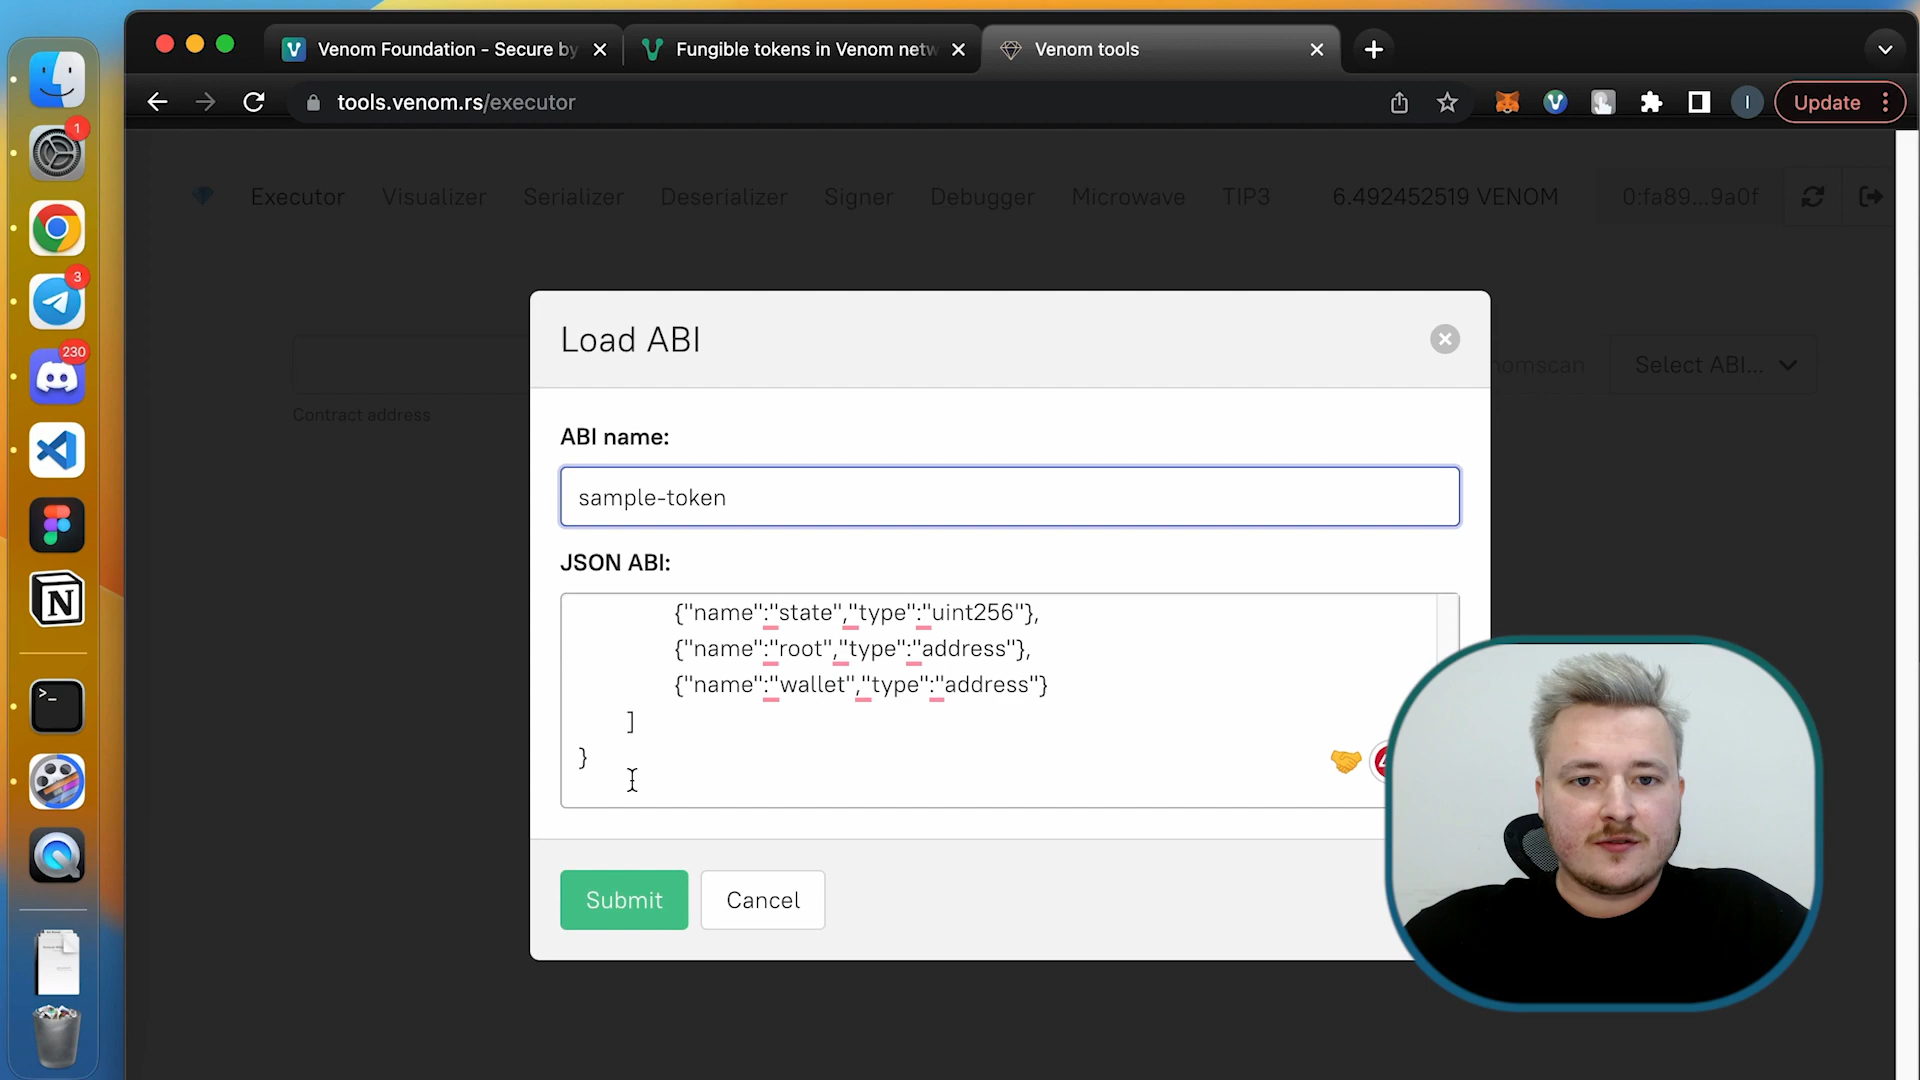 Venom Foundation - Secure by
Fungible tokens in Venom netw
Venom tools
tools.venom.rs/executor
I
Update
1
3
230
Executor
Visualizer
Serializer
Deserializer
Signer
Debugger
Microwave
TIP3
6.492452519 VENOM
0:fa89...9a0f
Load ABI
omscan
Select ABI...
Contract address
ABI name:
sample-token
JSON ABI:
{"name":"state","type":"uint256"},
{"name":"root","type":"address"},
{"name":"wallet","type":"address"}
]
}
Submit
Cancel